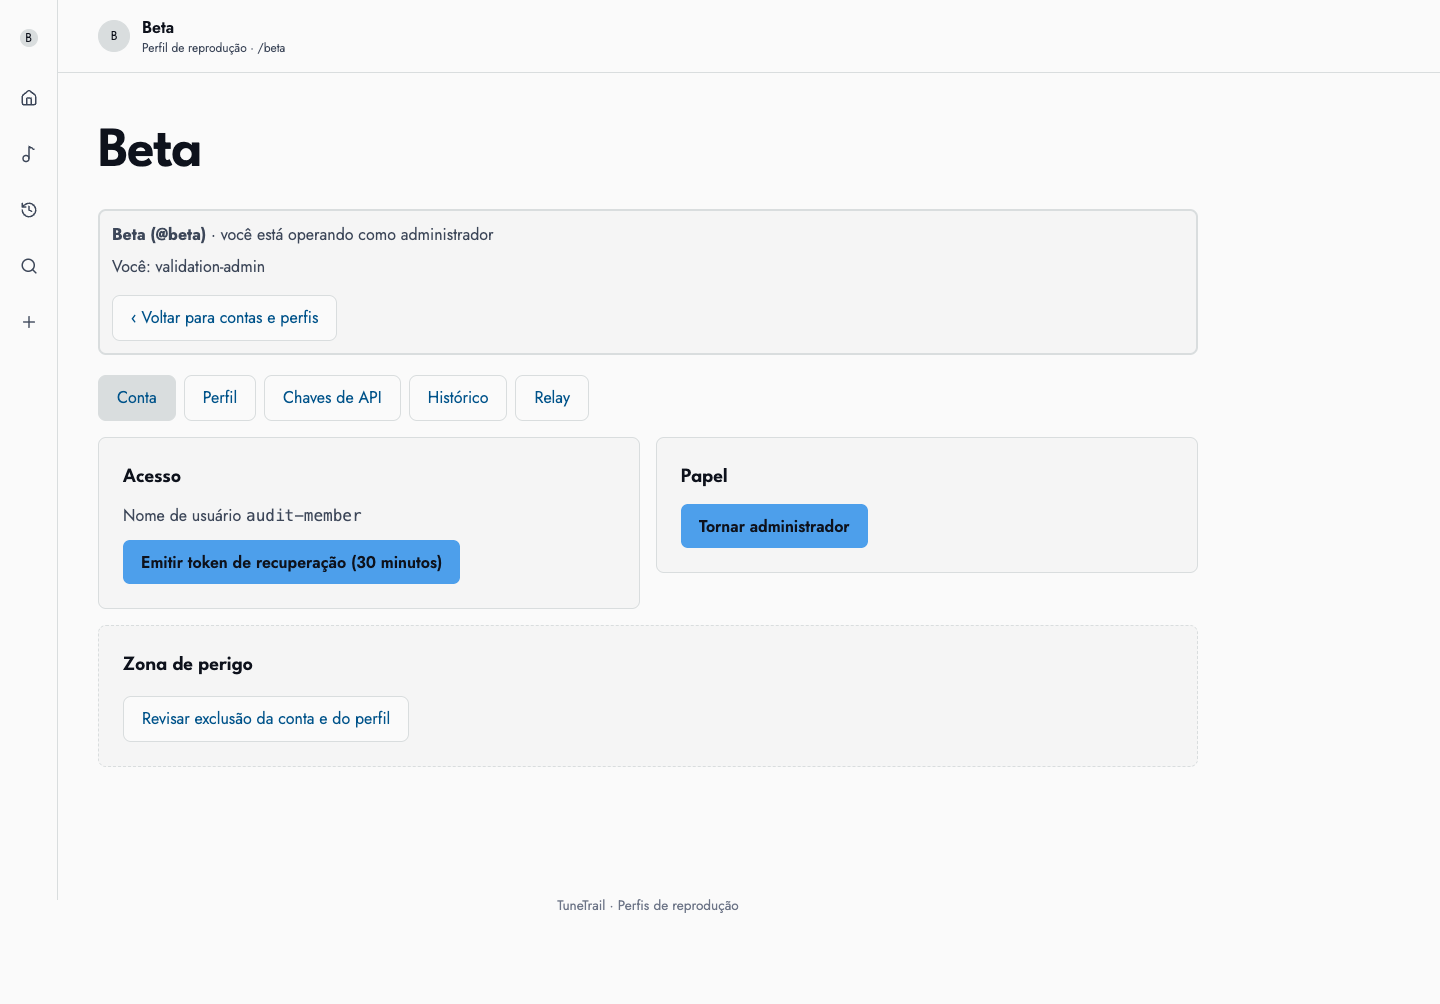 B
B
Beta
Perfil de reprodução · /beta
Beta
Beta (@beta) · você está operando como administrador
Você: validation-admin
‹ Voltar para contas e perfis
Conta
Perfil
Chaves de API
Histórico
Relay
Acesso
Nome de usuário audit-member
Emitir token de recuperação (30 minutos)
Papel
Tornar administrador
Zona de perigo
Revisar exclusão da conta e do perfil
TuneTrail · Perfis de reprodução